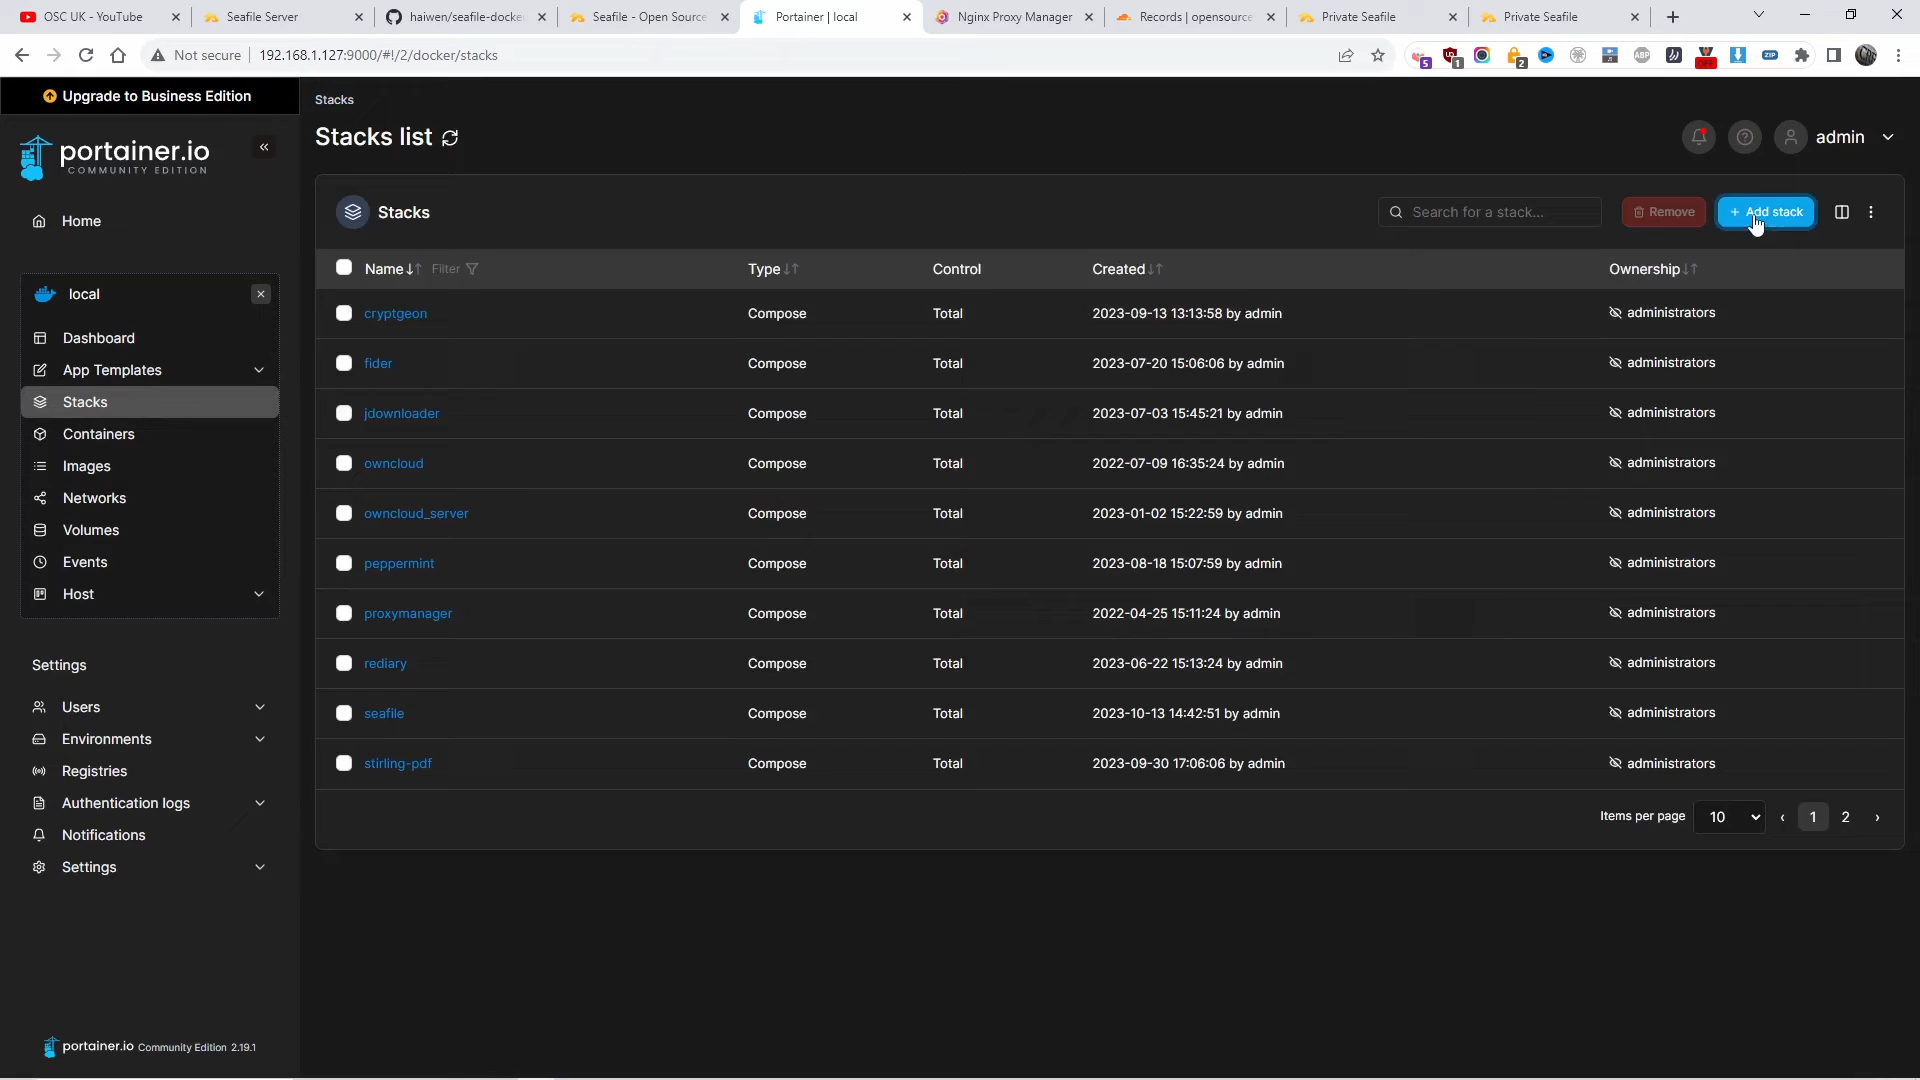 OSC UK - YouTube
Seafile Server
haiwen/seafile-docke
Seafile - Open Source
Portainer | local
Nginx Proxy Manager
Records | opensource
Private Seafile
Private Seafile
Not secure
192.168.1.127:9000/#!/2/docker/stacks
5
1
2
ABP
OFF
ZIP
Upgrade to Business Edition
portainer.io
COMMUNITY EDITION
Home
local
Dashboard
App Templates
Stacks
Containers
Images
Networks
Volumes
Events
Host
Settings
Users
Environments
Registries
Authentication logs
Notifications
Settings
portainer.io Community Edition 2.19.1
Stacks
Stacks list
admin
Stacks
Search for a stack...
Remove
+ Add stack
Name Filter Type Control Created Ownership
cryptgeon Compose Total 2023-09-13 13:13:58 by admin administrators
fider Compose Total 2023-07-20 15:06:06 by admin administrators
jdownloader Compose Total 2023-07-03 15:45:21 by admin administrators
owncloud Compose Total 2022-07-09 16:35:24 by admin administrators
owncloud_server Compose Total 2023-01-02 15:22:59 by admin administrators
peppermint Compose Total 2023-08-18 15:07:59 by admin administrators
proxymanager Compose Total 2022-04-25 15:11:24 by admin administrators
rediary Compose Total 2023-06-22 15:13:24 by admin administrators
seafile Compose Total 2023-10-13 14:42:51 by admin administrators
stirling-pdf Compose Total 2023-09-30 17:06:06 by admin administrators
Items per page 10 ‹ 1 2 ›